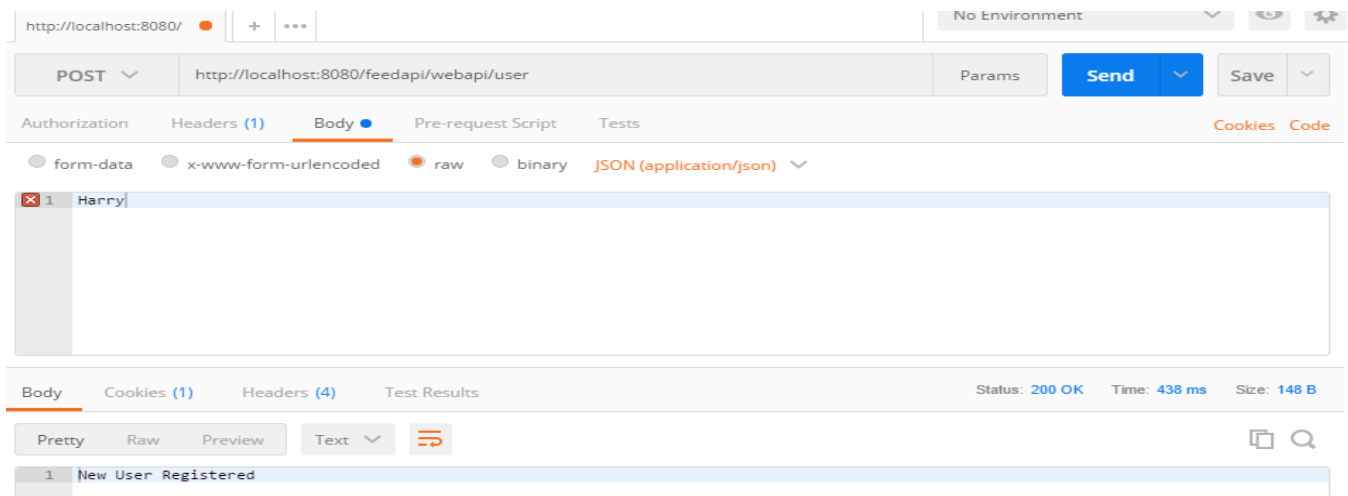 http://localhost:8080/ + •••
No Environment
POST http://localhost:8080/feedapi/webapi/user Params Send Save
Authorization Headers (1) Body Pre-request Script Tests Cookies Code
form-data x-www-form-urlencoded raw binary JSON (application/json)
1 Harry
Body Cookies (1) Headers (4) Test Results Status: 200 OK Time: 438 ms Size: 148 B
Pretty Raw Preview Text
1 New User Registered